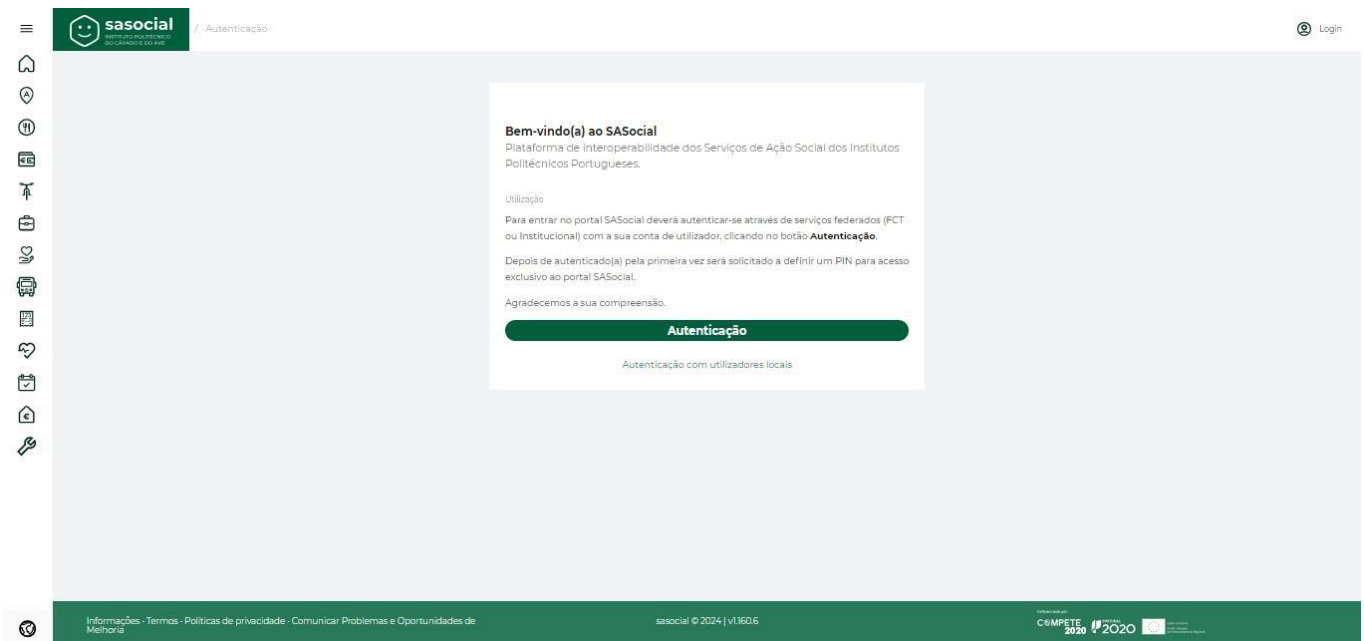 sasocial
INSTITUTO POLITÉCNICO
DO CÁVADO E DO AVE
/ Autenticação
Login
Bem-vindo(a) ao SASocial
Plataforma de interoperabilidade dos Serviços de Ação Social dos Institutos
Politécnicos Portugueses.
Utilização
Para entrar no portal SASocial deverá autenticar-se através de serviços federados (FCT
ou Institucional) com a sua conta de utilizador, clicando no botão Autenticação.
Depois de autenticado(a) pela primeira vez será solicitado a definir um PIN para acesso
exclusivo ao portal SASocial.
Agradecemos a sua compreensão.
Autenticação
Autenticação com utilizadores locais
Informações - Termos - Políticas de privacidade - Comunicar Problemas e Oportunidades de
Melhoria
sasocial © 2024 | v1.160.6
COMPETE
2020
2020